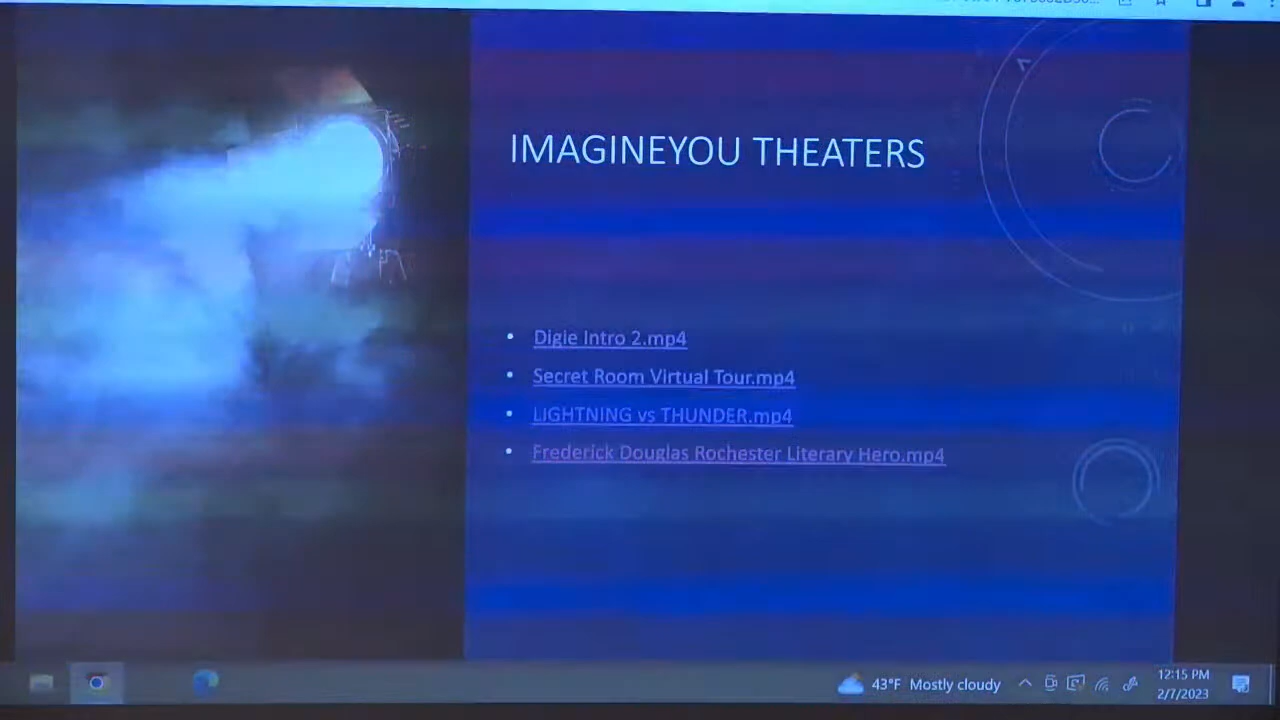 IMAGINEYOU THEATERS
• Digie Intro 2.mp4
• Secret Room Virtual Tour.mp4
• LIGHTNING vs THUNDER.mp4
• Frederick Douglas Rochester Literary Hero.mp4
43°F Mostly cloudy
12:15 PM
2/7/2023